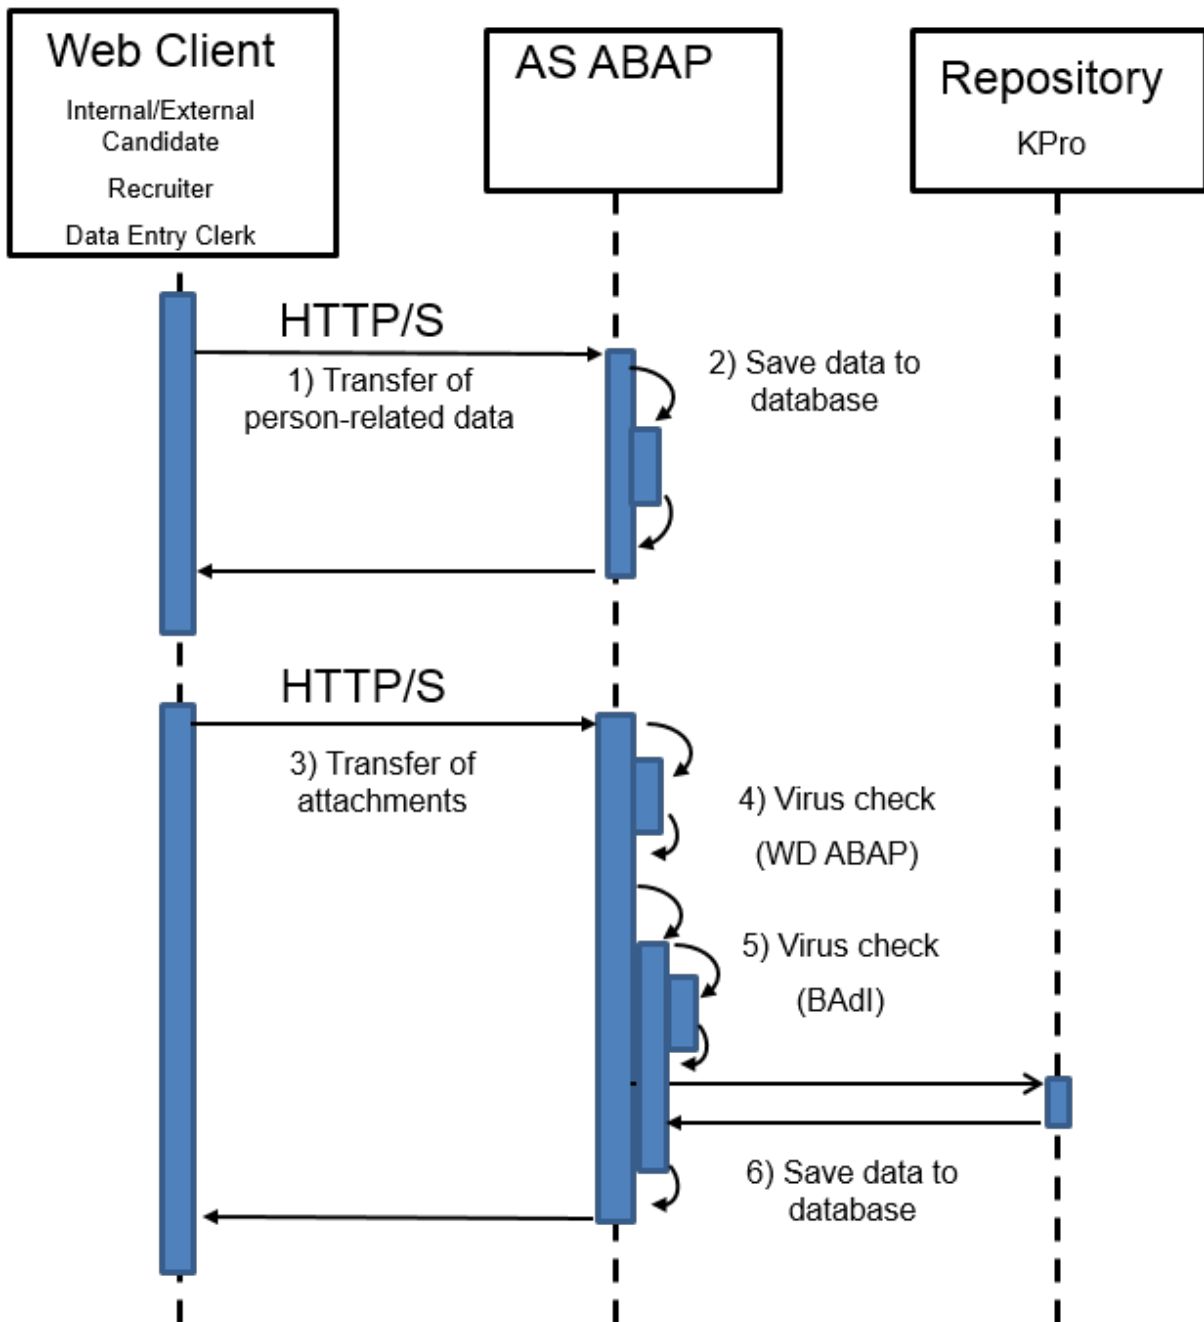 Web Client
Internal/External
Candidate
Recruiter
Data Entry Clerk
AS ABAP
Repository
KPro
HTTP/S
1) Transfer of
person-related data
2) Save data to
database
HTTP/S
3) Transfer of
attachments
4) Virus check
(WD ABAP)
5) Virus check
(BAdI)
6) Save data to
database